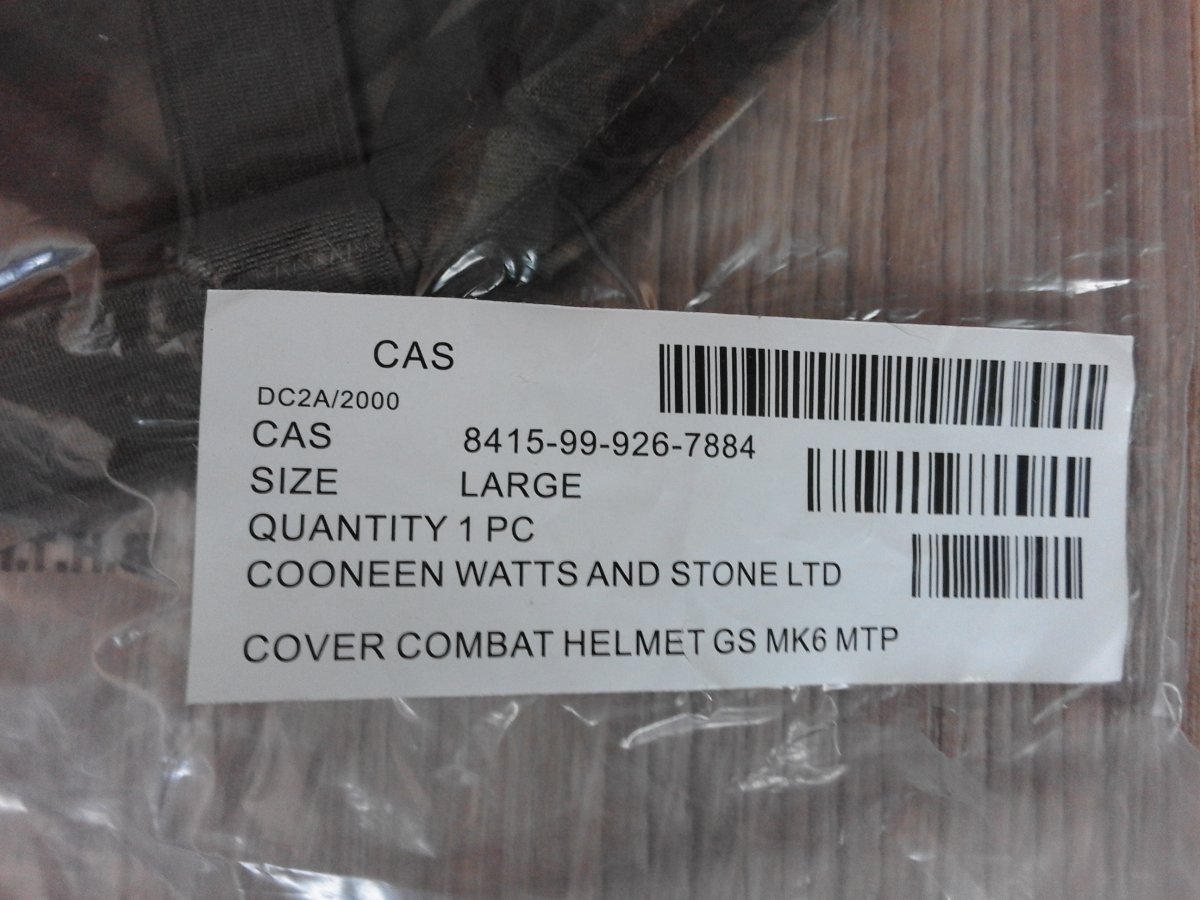 CAS
DC2A/2000
CAS 8415-99-926-7884
SIZE LARGE
QUANTITY 1 PC
COONEEN WATTS AND STONE LTD
COVER COMBAT HELMET GS MK6 MTP